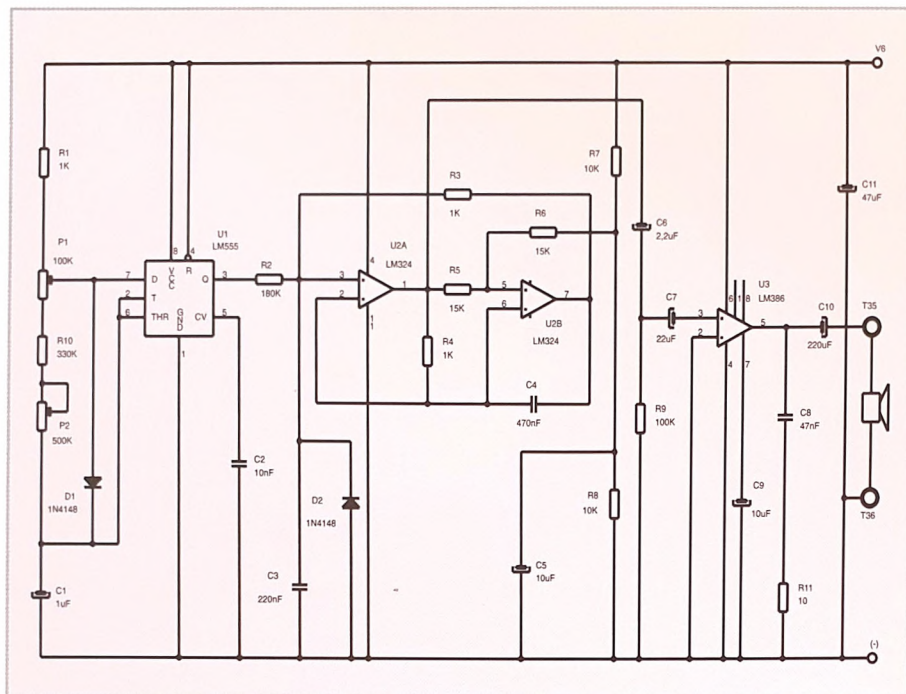 V6
R1
1K
P1
100K
R10
330K
P2
500K
D1
1N4148
C1
1uF
U1
LM555
8
4
V
C
C
R
7
D
Q
3
2
T
6
THR
G
N
D
CV
5
1
R2
180K
C2
10nF
R3
1K
U2A
LM324
4
3
2
1
1
1
R5
15K
R4
1K
R6
15K
5
6
7
U2B
LM324
C4
470nF
D2
1N4148
C3
220nF
R7
10K
R8
10K
C5
10uF
C6
2,2uF
C7
22uF
R9
100K
U3
LM386
6
1
8
3
2
5
4
7
C9
10uF
C8
47nF
R11
10
C10
220uF
C11
47uF
T35
T36
(-)